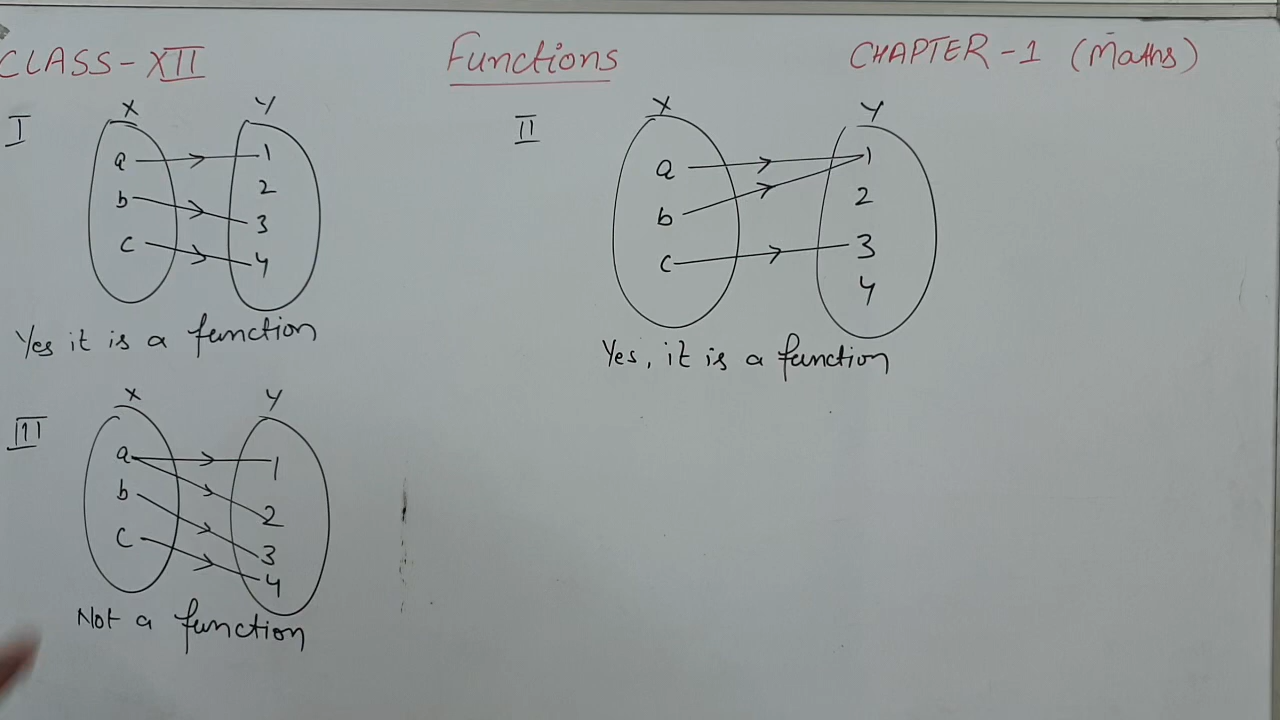 CLASS-XII Functions CHAPTER-1 (Maths)
I
X Y
a 1
b 2
c 3
4
Yes it is a function
II
X Y
a 1
b 2
c 3
4
Yes, it is a function
III
X Y
a 1
b 2
c 3
4
Not a function